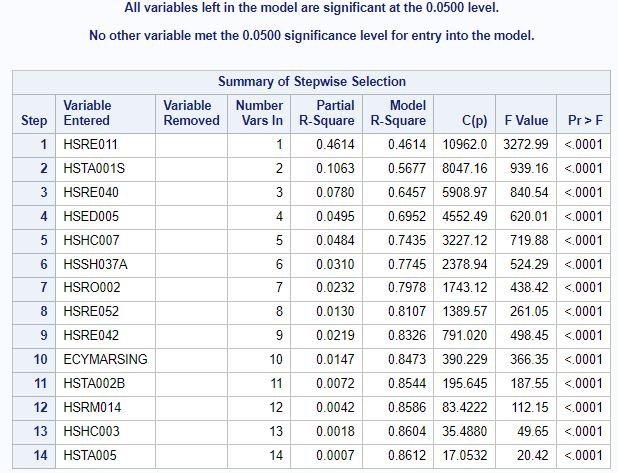 All variables left in the model are significant at the 0.0500 level.
No other variable met the 0.0500 significance level for entry into the model.
Summary of Stepwise Selection
Step Variable Entered Variable Removed Number Vars In Partial R-Square Model R-Square C(p) F Value Pr > F
1 HSRE011 1 0.4614 0.4614 10962.0 3272.99 <.0001
2 HSTA001S 2 0.1063 0.5677 8047.16 939.16 <.0001
3 HSRE040 3 0.0780 0.6457 5908.97 840.54 <.0001
4 HSED005 4 0.0495 0.6952 4552.49 620.01 <.0001
5 HSHC007 5 0.0484 0.7435 3227.12 719.88 <.0001
6 HSSH037A 6 0.0310 0.7745 2378.94 524.29 <.0001
7 HSRO002 7 0.0232 0.7978 1743.12 438.42 <.0001
8 HSRE052 8 0.0130 0.8107 1389.57 261.05 <.0001
9 HSRE042 9 0.0219 0.8326 791.020 498.45 <.0001
10 ECYMARSING 10 0.0147 0.8473 390.229 366.35 <.0001
11 HSTA002B 11 0.0072 0.8544 195.645 187.55 <.0001
12 HSRM014 12 0.0042 0.8586 83.4222 112.15 <.0001
13 HSHC003 13 0.0018 0.8604 35.4880 49.65 <.0001
14 HSTA005 14 0.0007 0.8612 17.0532 20.42 <.0001